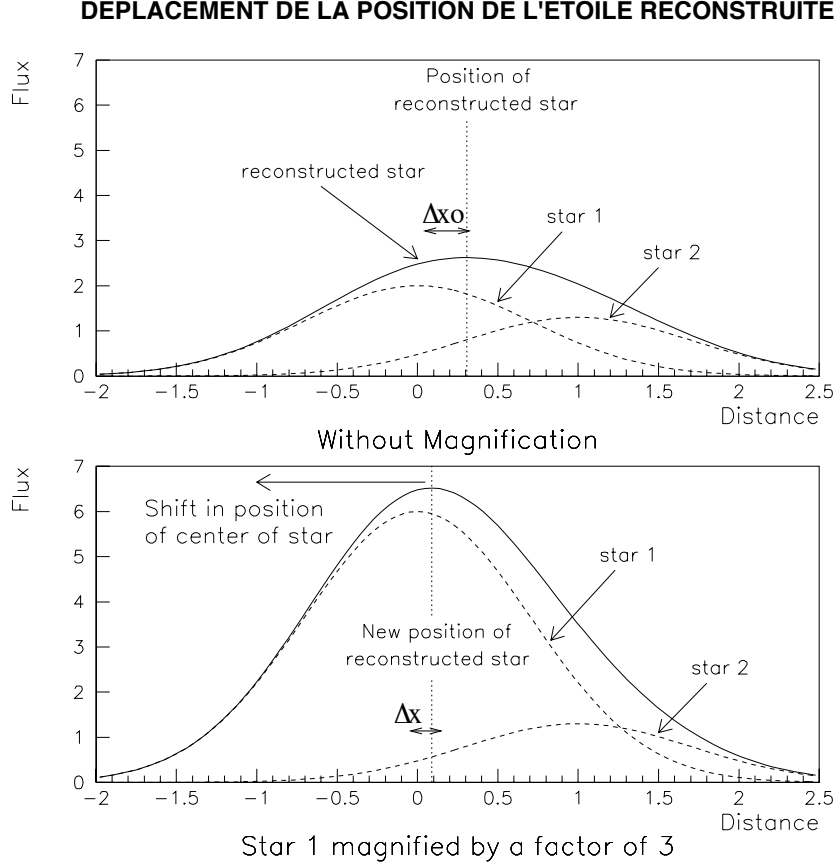 DEPLACEMENT DE LA POSITION DE L'ETOILE RECONSTRUITE
Flux
7
6
5
4
3
2
1
0
Position of
reconstructed star
reconstructed star
Δxo
star 1
star 2
−2 −1.5 −1 −0.5 0 0.5 1 1.5 2 2.5
Distance
Without Magnification
Flux
7
6
5
4
3
2
1
0
Shift in position
of center of star
star 1
New position of
reconstructed star
star 2
Δx
−2 −1.5 −1 −0.5 0 0.5 1 1.5 2 2.5
Distance
Star 1 magnified by a factor of 3